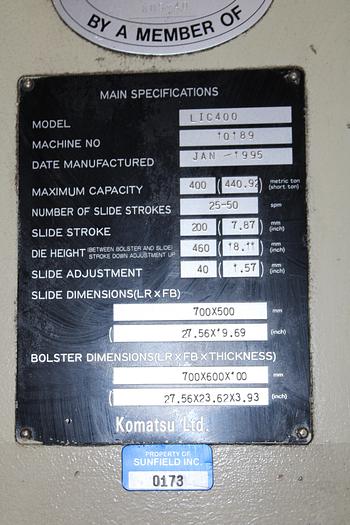 BY A MEMBER OF
MAIN SPECIFICATIONS
MODEL LIC400
MACHINE NO 10189
DATE MANUFACTURED JAN - 1995
MAXIMUM CAPACITY 400 (440.92) metric ton (short ton)
NUMBER OF SLIDE STROKES 25-50 spm
SLIDE STROKE 200 (7.87) mm (inch)
DIE HEIGHT (BETWEEN BOLSTER AND SLIDE/ STROKE DOWN ADJUSTMENT UP) 460 (18.11) mm (inch)
SLIDE ADJUSTMENT 40 (1.57) mm (inch)
SLIDE DIMENSIONS(LR×FB)
700X500 mm
(27.56X19.69 (inch)
BOLSTER DIMENSIONS(LR×FB×THICKNESS)
700X600X100 mm
(27.56X23.62X3.93 (inch)
Komatsu Ltd.
PROPERTY OF
SUNFIELD INC.
0173